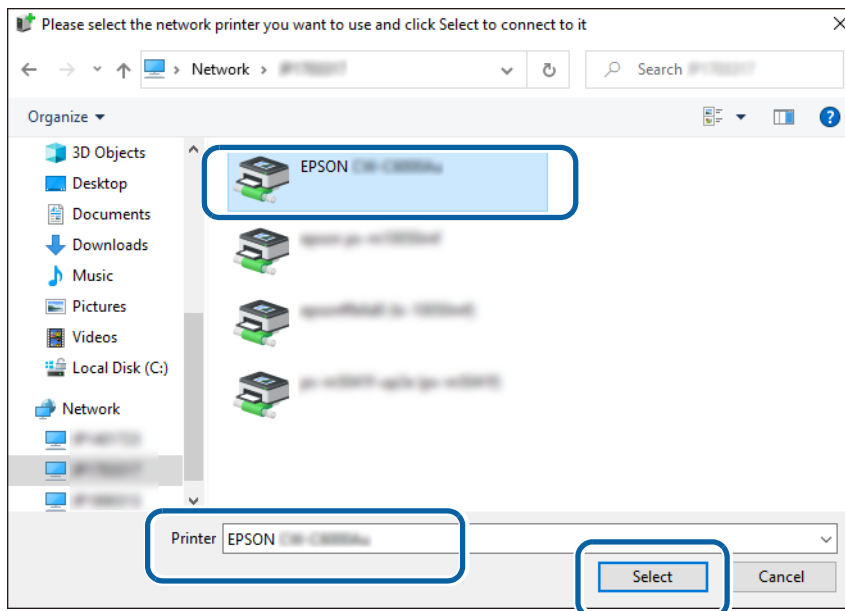 Please select the network printer you want to use and click Select to connect to it
Network
Search
Organize
3D Objects
Desktop
Documents
Downloads
Music
Pictures
Videos
Local Disk (C:)
Network
EPSON
Printer EPSON
Select Cancel